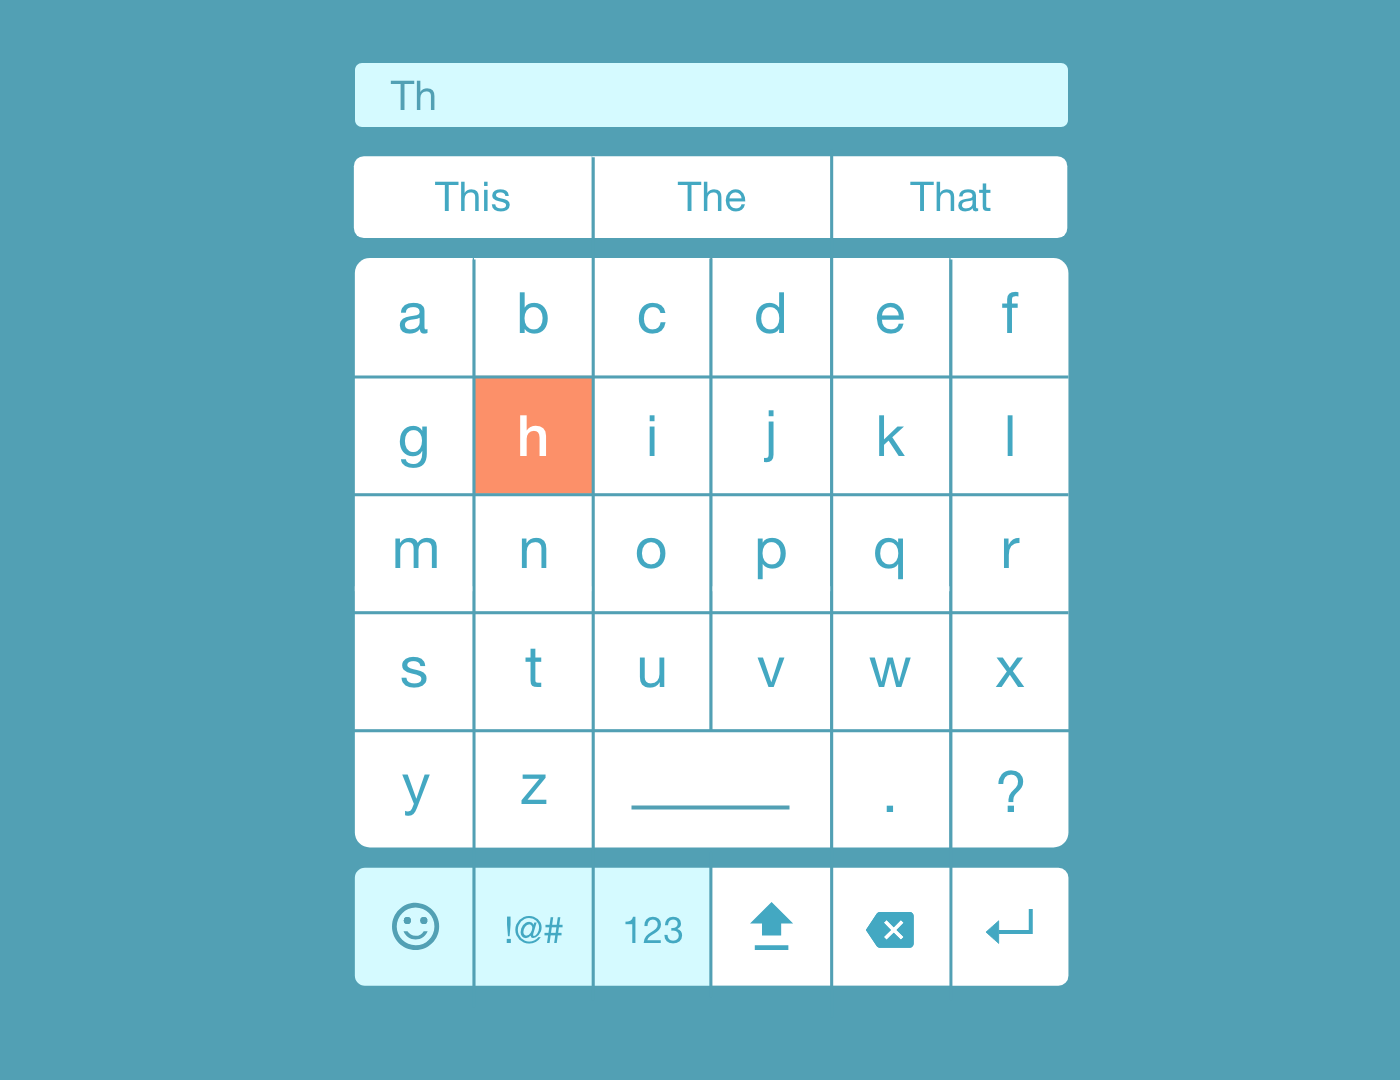 Th
This The That
a b c d e f
g h i j k l
m n o p q r
s t u v w x
y z . ?
!@# 123